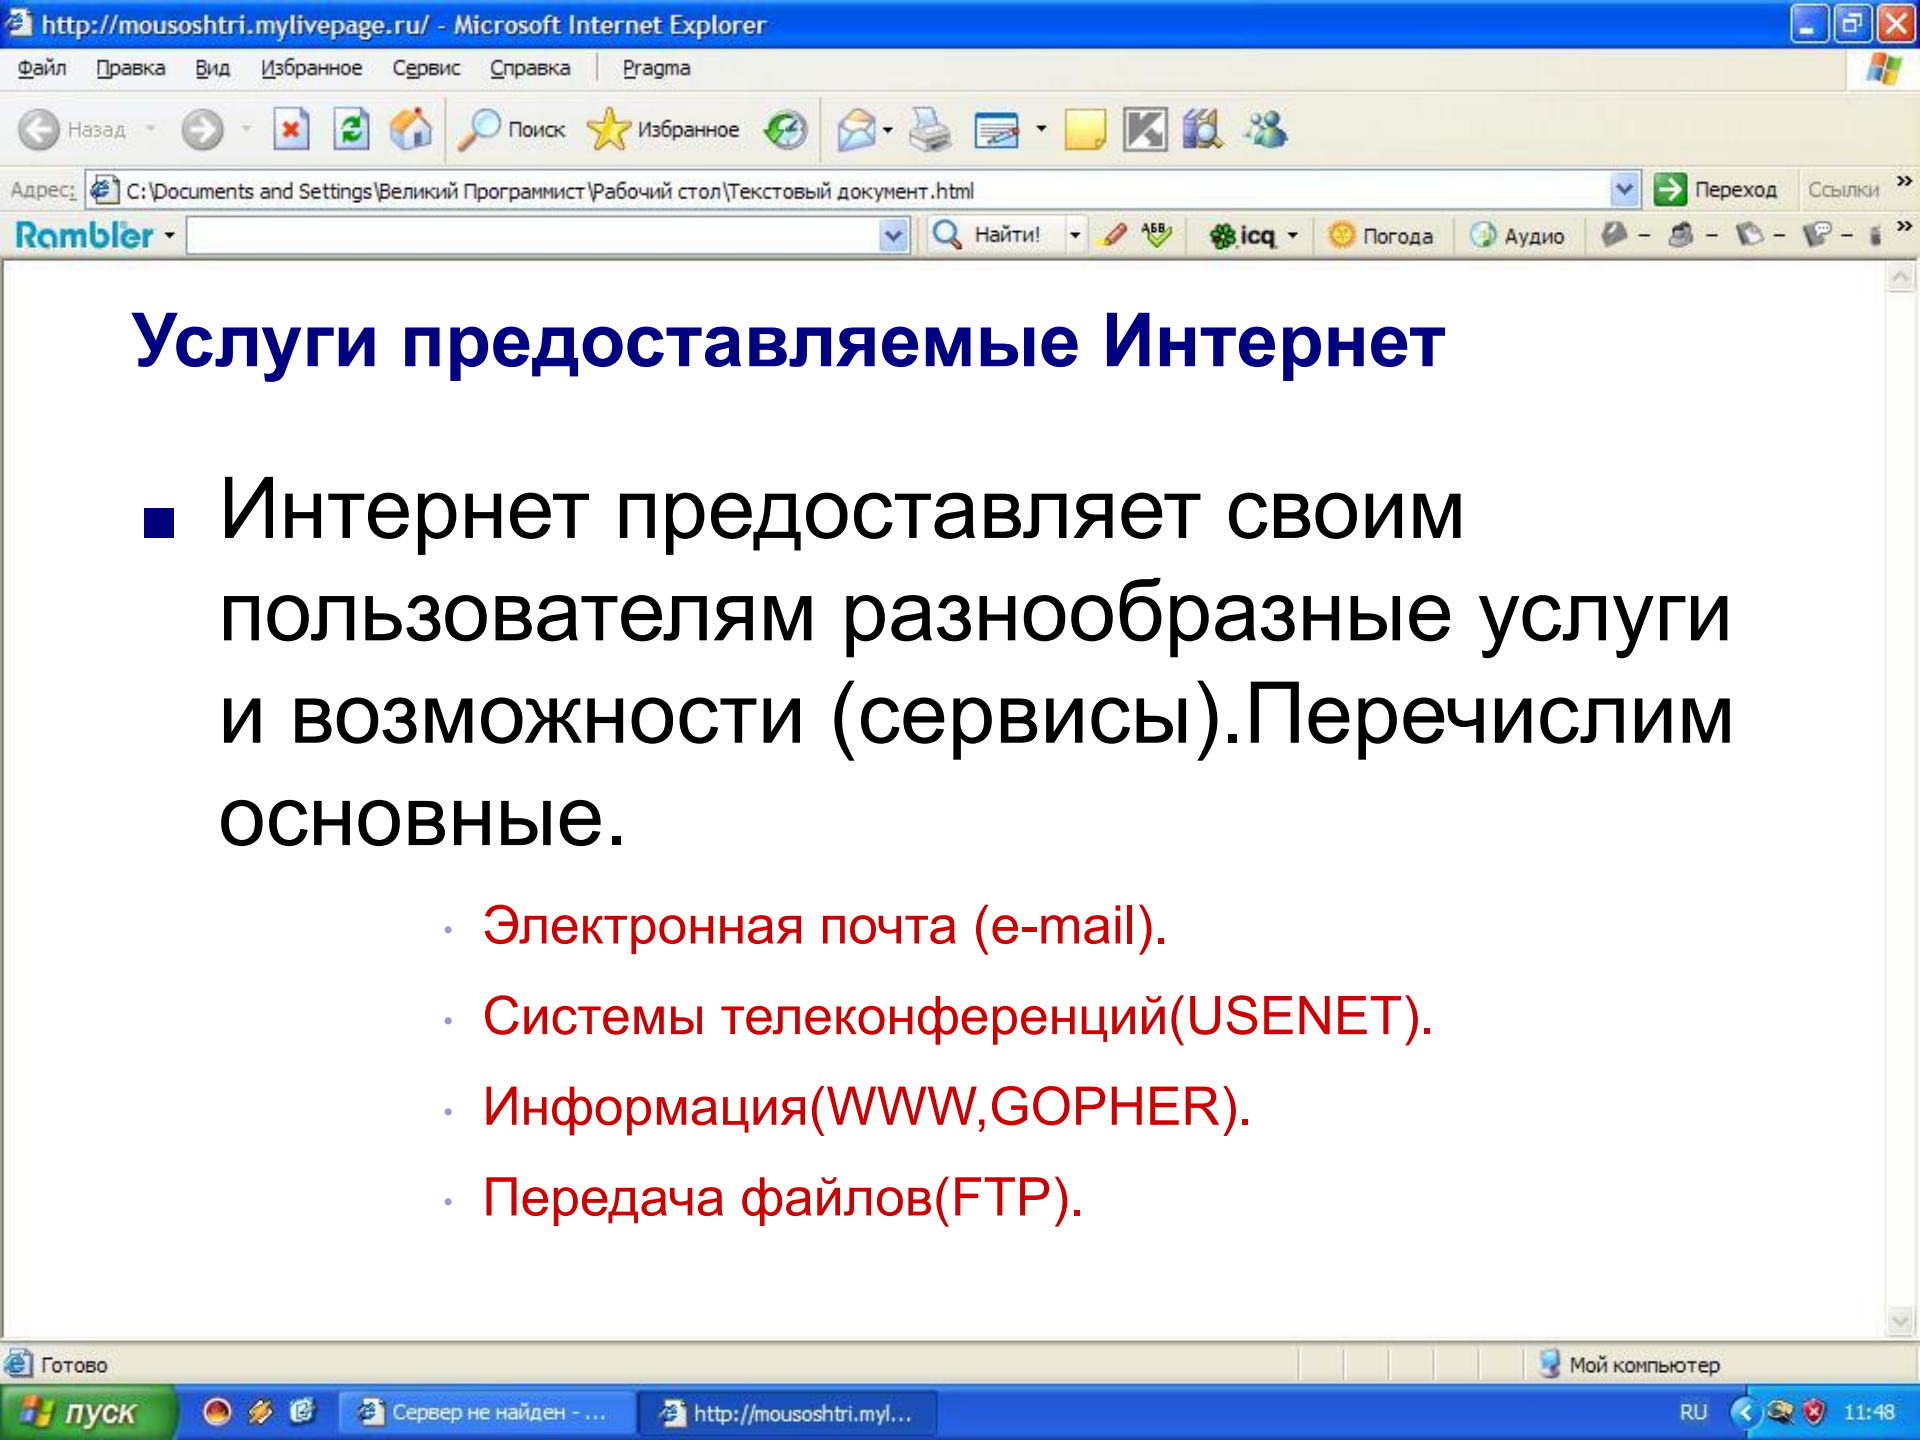 http://mousoshtri.mylivepage.ru/ - Microsoft Internet Explorer
Файл Правка Вид Избранное Сервис Справка Pragma
Назад Поиск Избранное
Адрес: C:\Documents and Settings\Великий Программист\Рабочий стол\Текстовый документ.html Переход Ссылки »
Rambler Найти! АБВ icq Погода Аудио »
Услуги предоставляемые Интернет
Интернет предоставляет своим
пользователям разнообразные услуги
и возможности (сервисы).Перечислим
основные.
Электронная почта (e-mail).
Системы телеконференций(USENET).
Информация(WWW,GOPHER).
Передача файлов(FTP).
Готово Мой компьютер
пуск Сервер не найден - ... http://mousoshtri.myl... RU 11:48